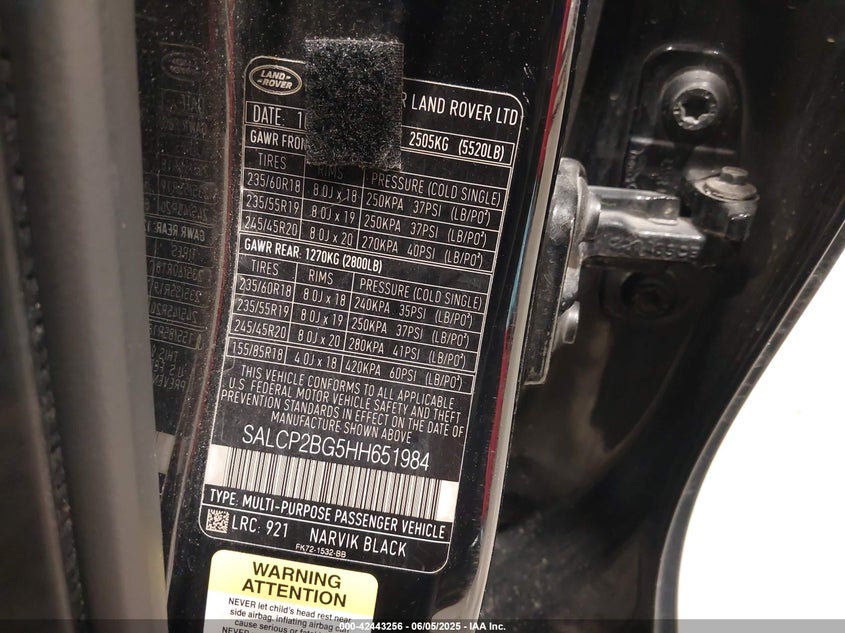 LAND ROVER
R LAND ROVER LTD
DATE: 1
GAWR FRON 2505KG (5520LB)
TIRES RIMS PRESSURE (COLD SINGLE)
235/60R18 8.0J x 18 250KPA 37PSI (LB/PO²)
235/55R19 8.0J x 19 250KPA 37PSI (LB/PO²)
245/45R20 8.0J x 20 270KPA 40PSI (LB/PO²)
GAWR REAR: 1270KG (2800LB)
TIRES RIMS PRESSURE (COLD SINGLE)
235/60R18 8.0J x 18 240KPA 35PSI (LB/PO²)
235/55R19 8.0J x 19 250KPA 37PSI (LB/PO²)
245/45R20 8.0J x 20 280KPA 41PSI (LB/PO²)
155/85R18 4.0J x 18 420KPA 60PSI (LB/PO²)
THIS VEHICLE CONFORMS TO ALL APPLICABLE
U.S. FEDERAL MOTOR VEHICLE SAFETY AND THEFT
PREVENTION STANDARDS IN EFFECT ON THE DATE OF
MANUFACTURE SHOWN ABOVE
SALCP2BG5HH651984
TYPE: MULTI-PURPOSE PASSENGER VEHICLE
LRC: 921 NARVIK BLACK
FK72-1532-BB
WARNING
ATTENTION
NEVER let child's head rest near
side airbag, inflating airbag can
cause serious or fata
000-42443256 - 06/05/2025 - IAA Inc.